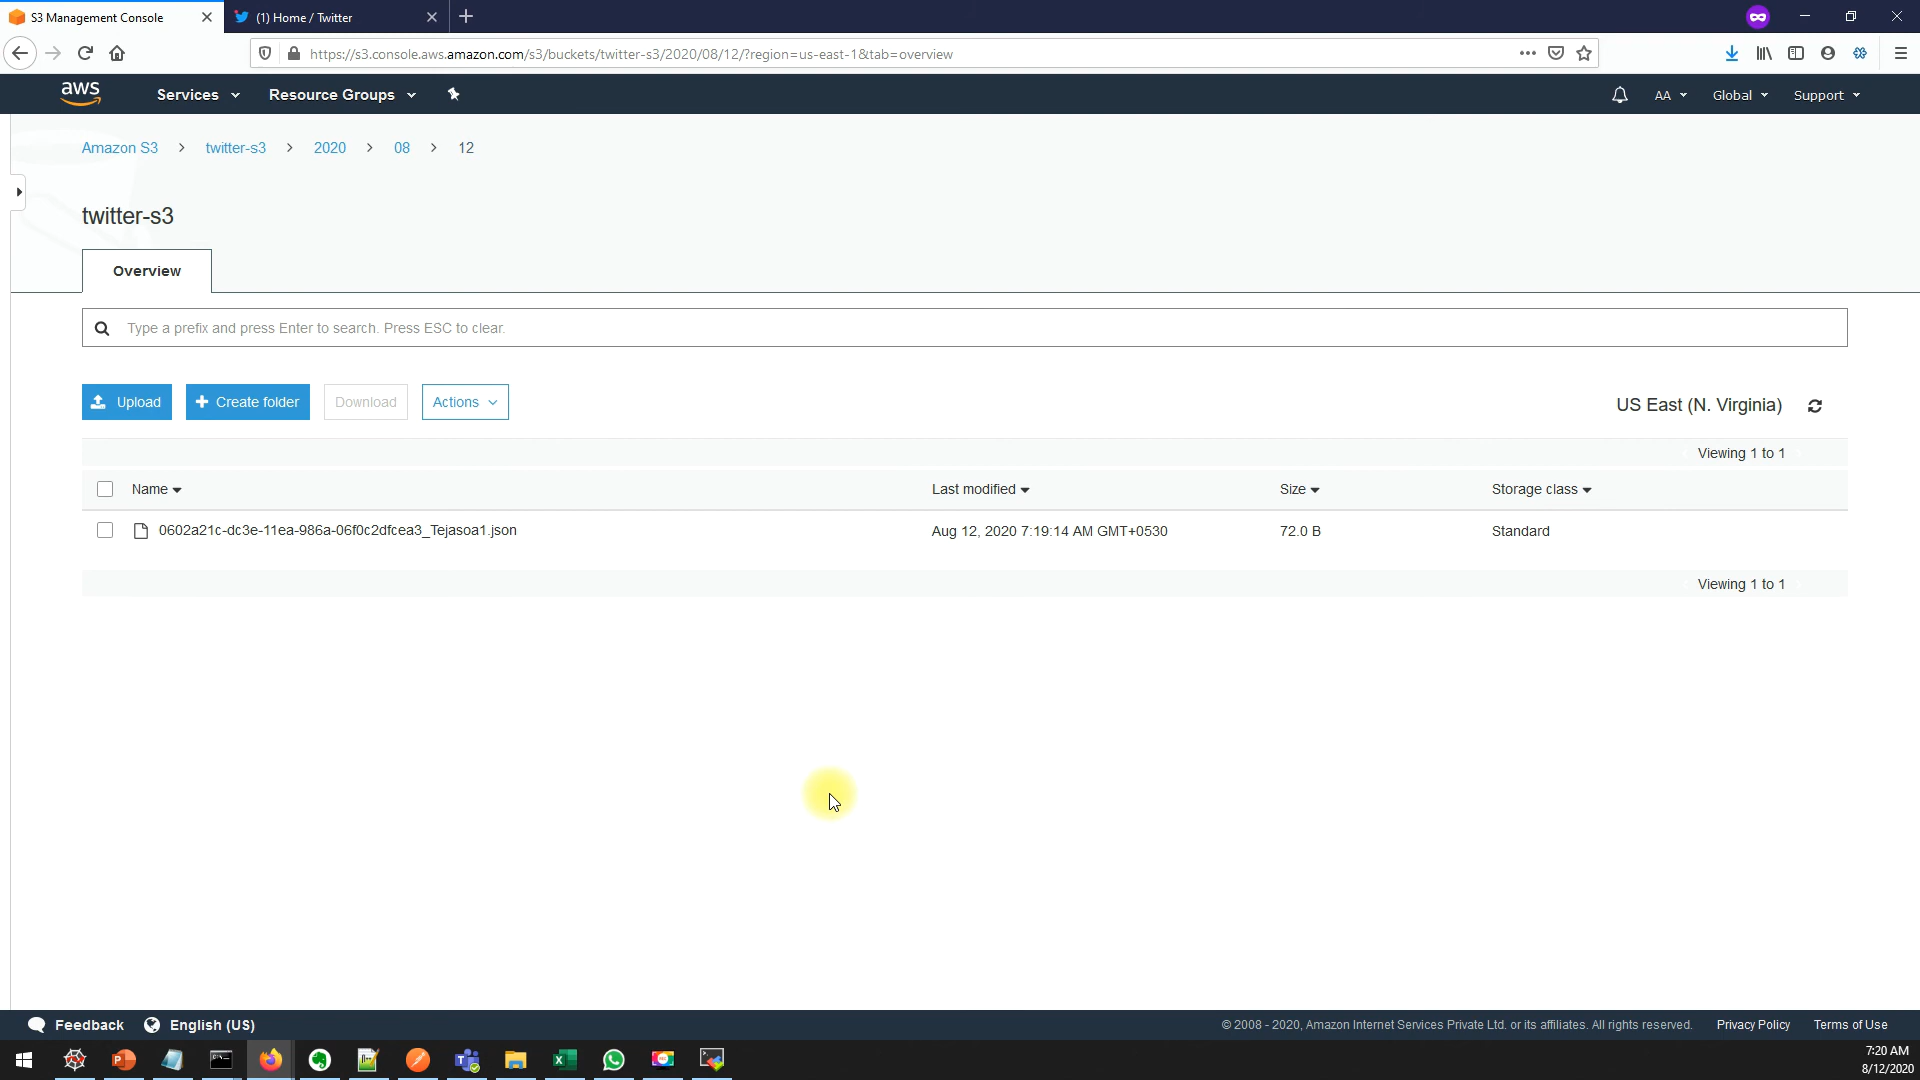 S3 Management Console
(1) Home / Twitter
https://s3.console.aws.amazon.com/s3/buckets/twitter-s3/2020/08/12/?region=us-east-1&tab=overview
aws
Services
Resource Groups
AA
Global
Support
Amazon S3 > twitter-s3 > 2020 > 08 > 12
twitter-s3
Overview
Type a prefix and press Enter to search. Press ESC to clear.
Upload
+ Create folder
Download
Actions
US East (N. Virginia)
Viewing 1 to 1
Name Last modified Size Storage class
0602a21c-dc3e-11ea-986a-06f0c2dfcea3_Tejasoa1.json Aug 12, 2020 7:19:14 AM GMT+0530 72.0 B Standard
Viewing 1 to 1
Feedback
English (US)
© 2008 - 2020, Amazon Internet Services Private Ltd. or its affiliates. All rights reserved. Privacy Policy Terms of Use
7:20 AM
8/12/2020